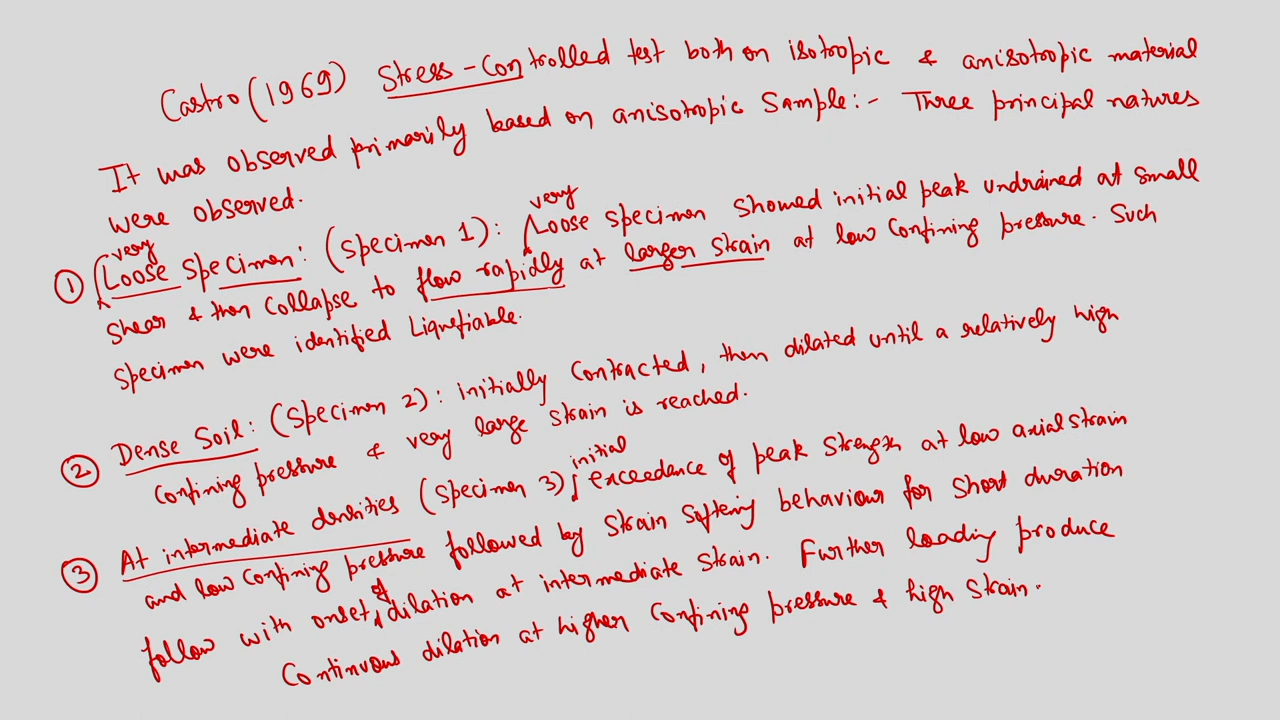 Castro (1969) Stress-Controlled test both on isotropic & anisotropic material
It was observed primarily based on anisotropic Sample:- Three principal natures
were observed.
① very Loose specimen: (specimen 1): very Loose specimen showed initial peak undrained at small
shear & then collapse to flow rapidly at larger strain at low confining pressure. Such
specimen were identified Liquefiable.
② Dense Soil: (specimen 2): initially contracted, then dilated until a relatively high
confining pressure & very large strain is reached.
③ At intermediate densities (specimen 3) initial exceedance of peak strength at low axial strain
and low confining pressure followed by strain softening behaviour for short duration
follow with onset of dilation at intermediate strain. Further loading produce
continuous dilation at higher confining pressure & high strain.